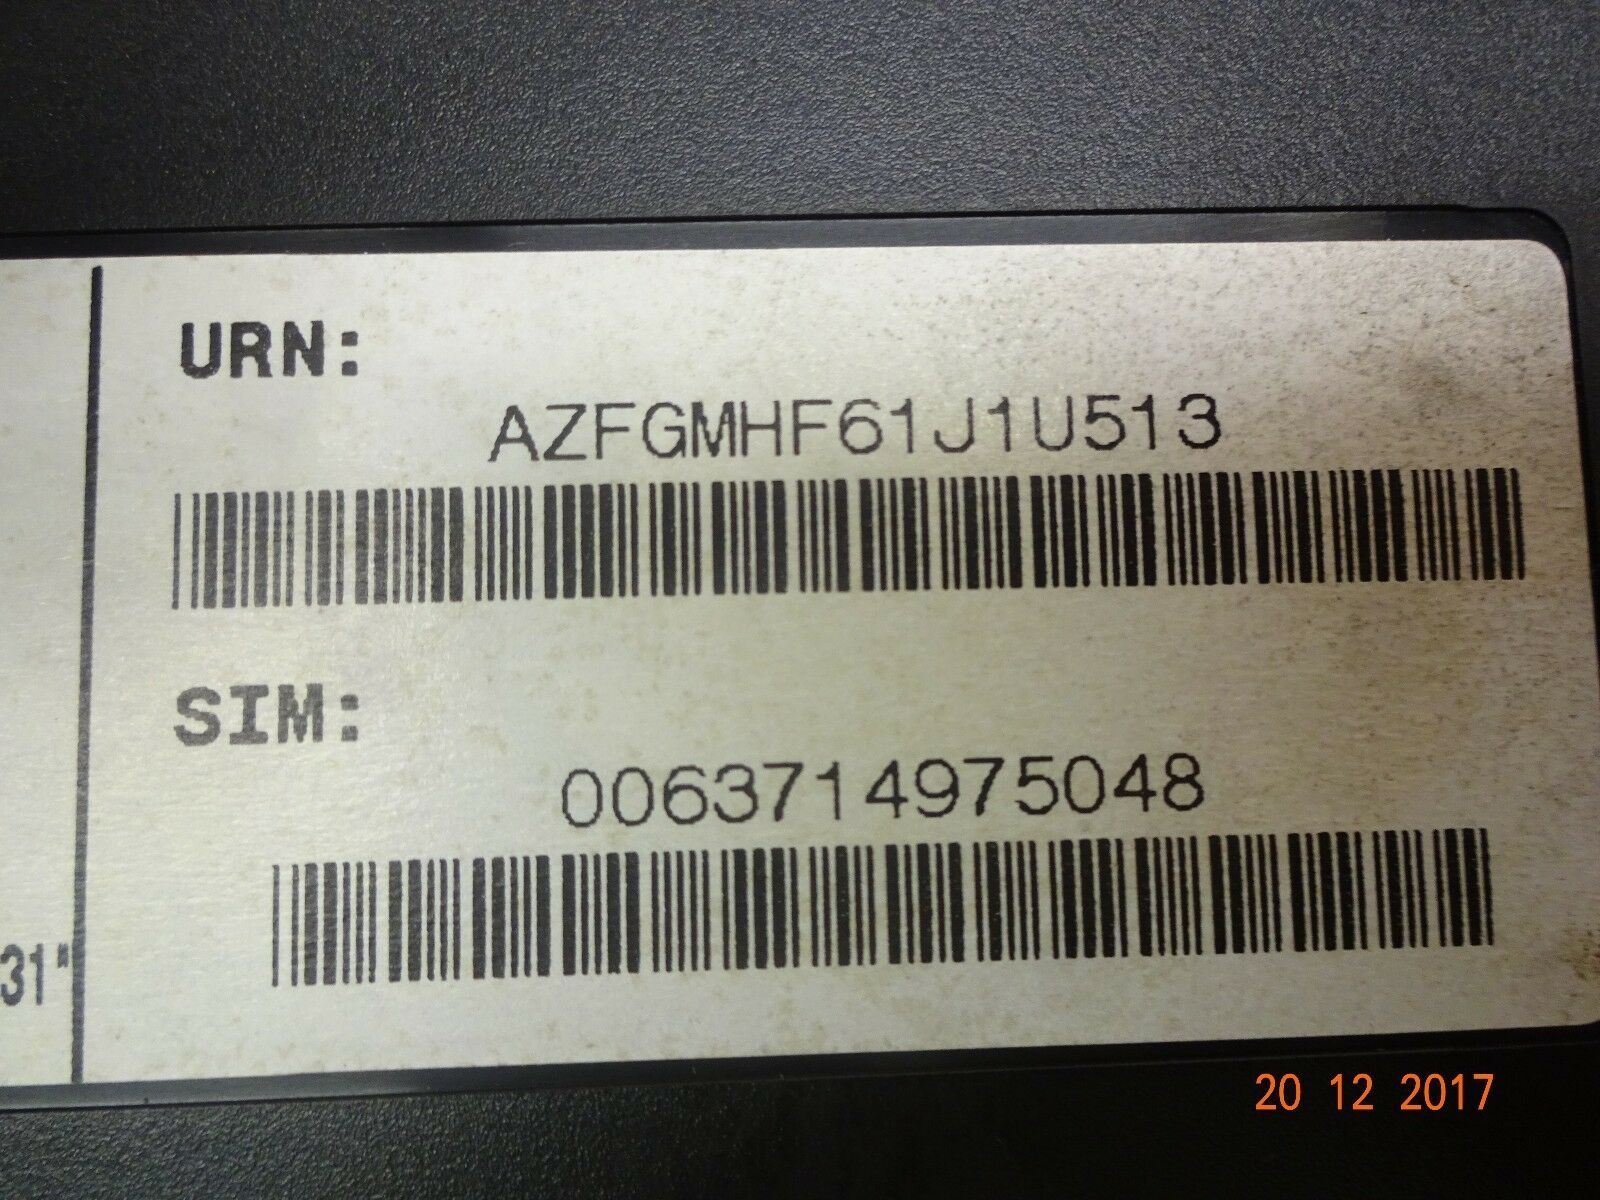 URN:
AZFGMHF61J1U513
SIM:
0063714975048
31"
20 12 2017